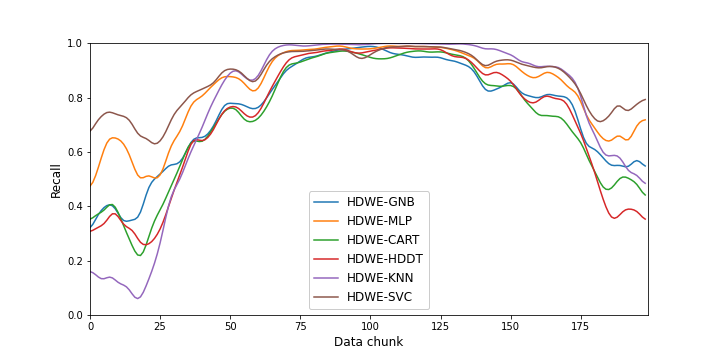 1.0
0.8
0.6
0.4
0.2
0.0
Recall
HDWE-GNB
HDWE-MLP
HDWE-CART
HDWE-HDDT
HDWE-KNN
HDWE-SVC
0 25 50 75 100 125 150 175
Data chunk